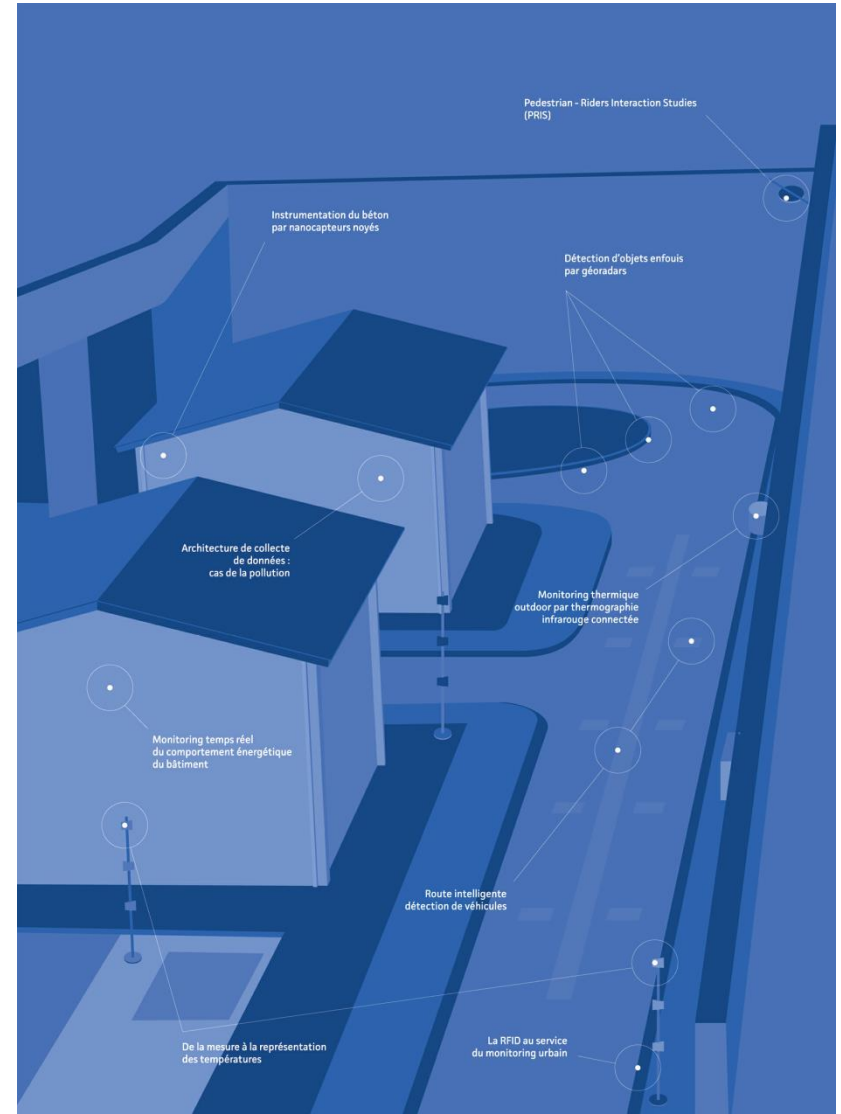 Pedestrian - Riders Interaction Studies
(PRIS)
Instrumentation du béton
par nanocapteurs noyés
Détection d'objets enfouis
par géoradars
Architecture de collecte
de données :
cas de la pollution
Monitoring thermique
outdoor par thermographie
infrarouge connectée
Monitoring temps réel
du comportement énergétique
du bâtiment
Route intelligente
détection de véhicules
De la mesure à la représentation
des températures
La RFID au service
du monitoring urbain